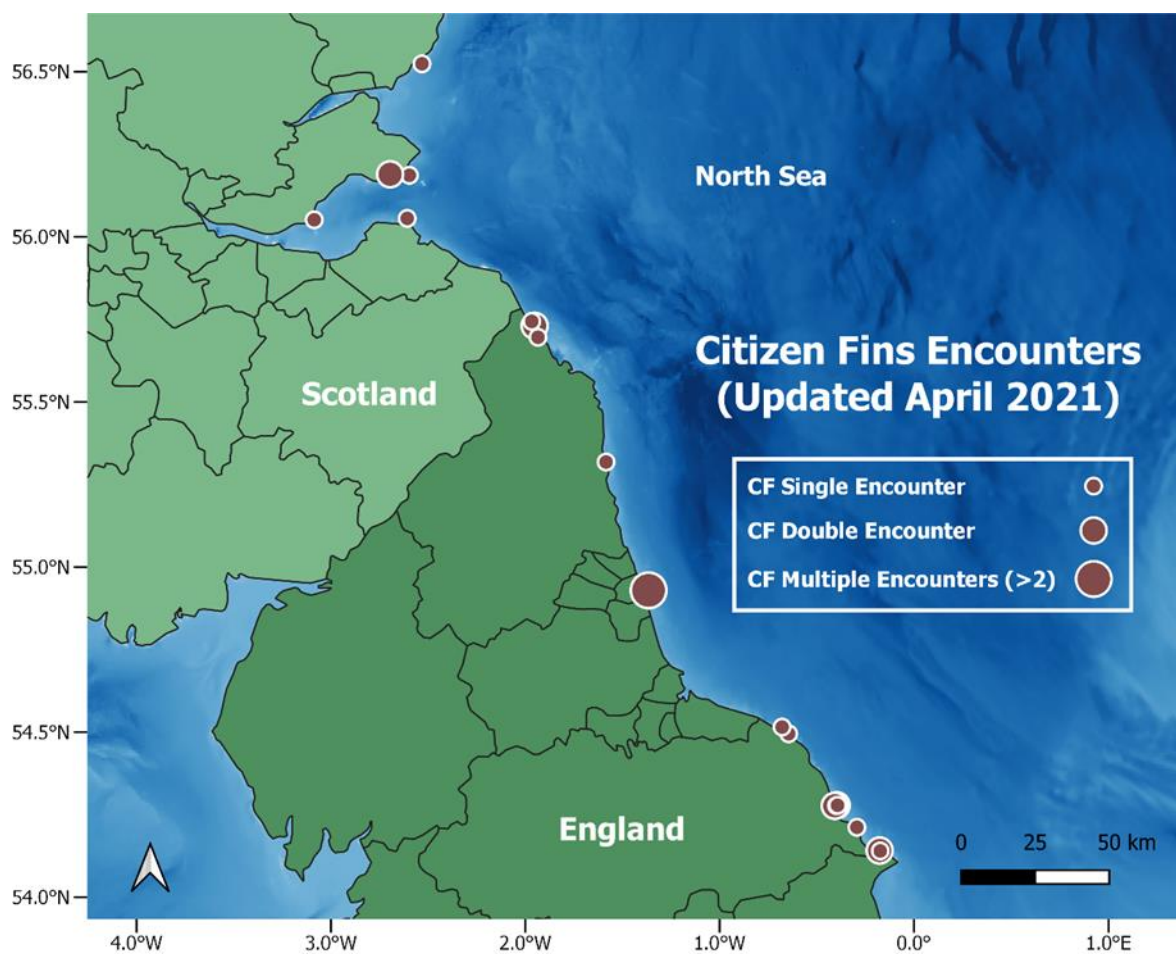 56.5°N
56.0°N
55.5°N
55.0°N
54.5°N
54.0°N
North Sea
Citizen Fins Encounters
(Updated April 2021)
Scotland
CF Single Encounter
CF Double Encounter
CF Multiple Encounters (>2)
England
0 25 50 km
4.0°W 3.0°W 2.0°W 1.0°W 0.0° 1.0°E